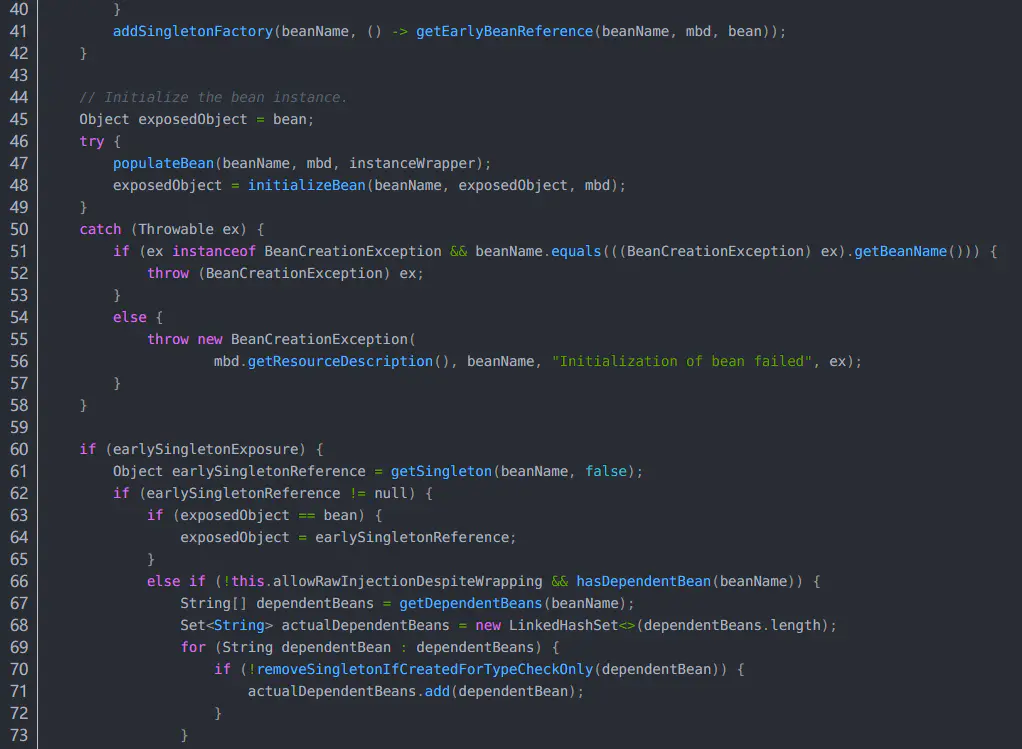 40 }
41 addSingletonFactory(beanName, () -> getEarlyBeanReference(beanName, mbd, bean));
42 }
43
44 // Initialize the bean instance.
45 Object exposedObject = bean;
46 try {
47 populateBean(beanName, mbd, instanceWrapper);
48 exposedObject = initializeBean(beanName, exposedObject, mbd);
49 }
50 catch (Throwable ex) {
51 if (ex instanceof BeanCreationException && beanName.equals(((BeanCreationException) ex).getBeanName())) {
52 throw (BeanCreationException) ex;
53 }
54 else {
55 throw new BeanCreationException(
56 mbd.getResourceDescription(), beanName, "Initialization of bean failed", ex);
57 }
58 }
59
60 if (earlySingletonExposure) {
61 Object earlySingletonReference = getSingleton(beanName, false);
62 if (earlySingletonReference != null) {
63 if (exposedObject == bean) {
64 exposedObject = earlySingletonReference;
65 }
66 else if (!this.allowRawInjectionDespiteWrapping && hasDependentBean(beanName)) {
67 String[] dependentBeans = getDependentBeans(beanName);
68 Set<String> actualDependentBeans = new LinkedHashSet<>(dependentBeans.length);
69 for (String dependentBean : dependentBeans) {
70 if (!removeSingletonIfCreatedForTypeCheckOnly(dependentBean)) {
71 actualDependentBeans.add(dependentBean);
72 }
73 }